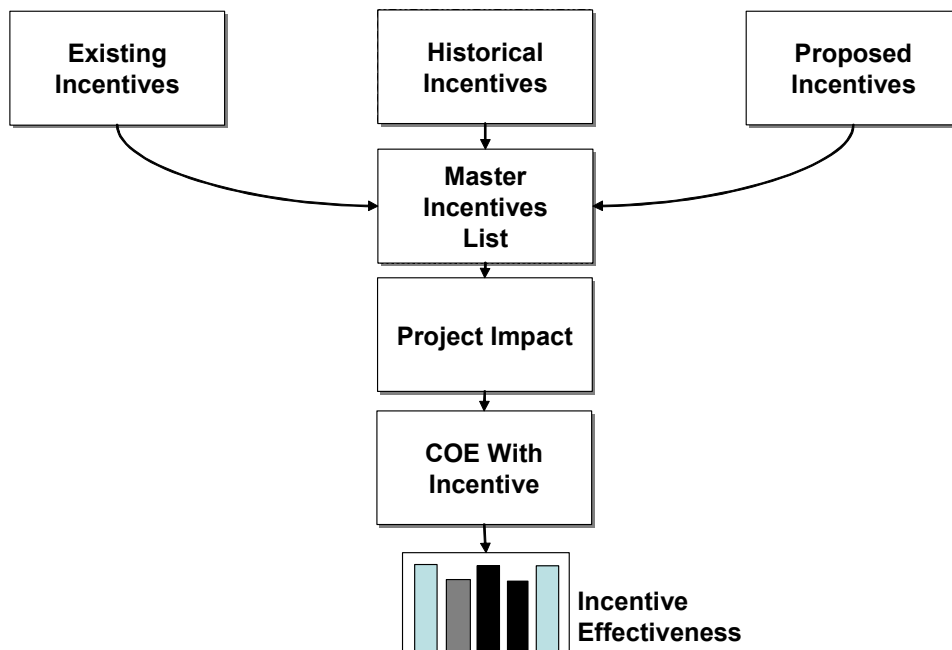 Existing
Incentives
Historical
Incentives
Proposed
Incentives
Master
Incentives
List
Project Impact
COE With
Incentive
Incentive
Effectiveness